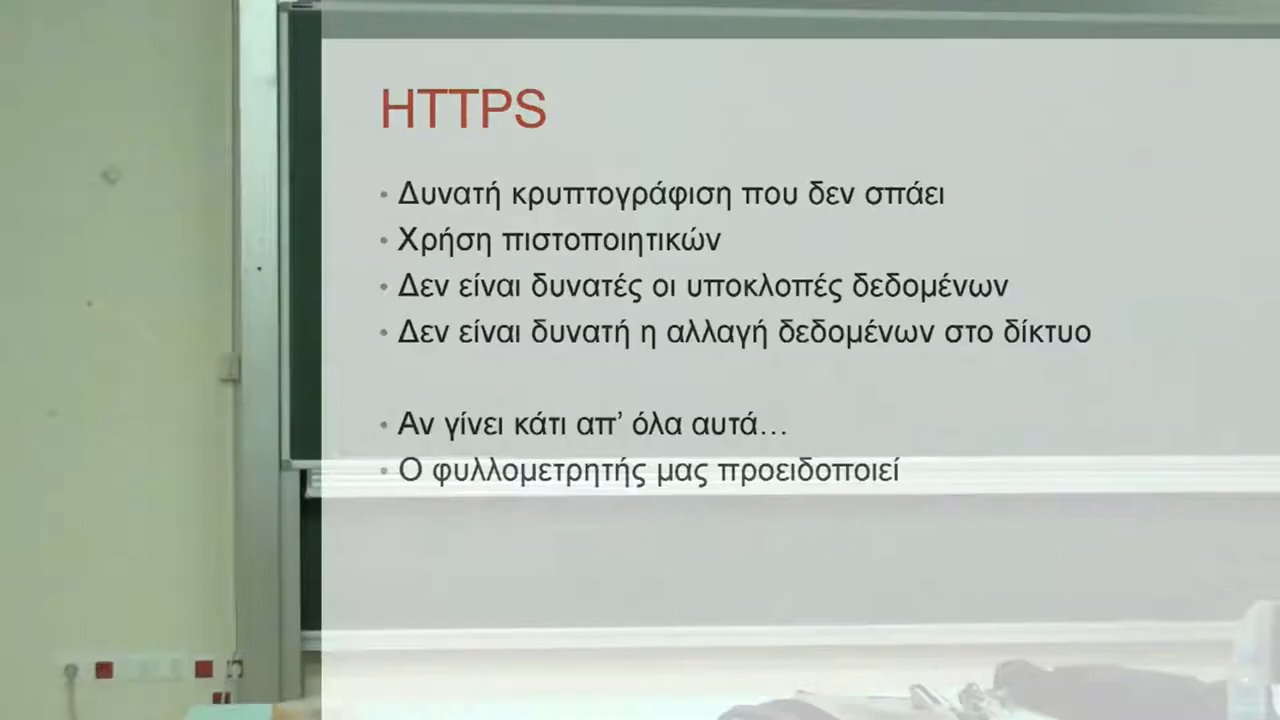 HTTPS
• Δυνατή κρυπτογράφιση που δεν σπάει
• Χρήση πιστοποιητικών
• Δεν είναι δυνατές οι υποκλοπές δεδομένων
• Δεν είναι δυνατή η αλλαγή δεδομένων στο δίκτυο
• Αν γίνει κάτι απ’ όλα αυτά…
• Ο φυλλομετρητής μας προειδοποιεί